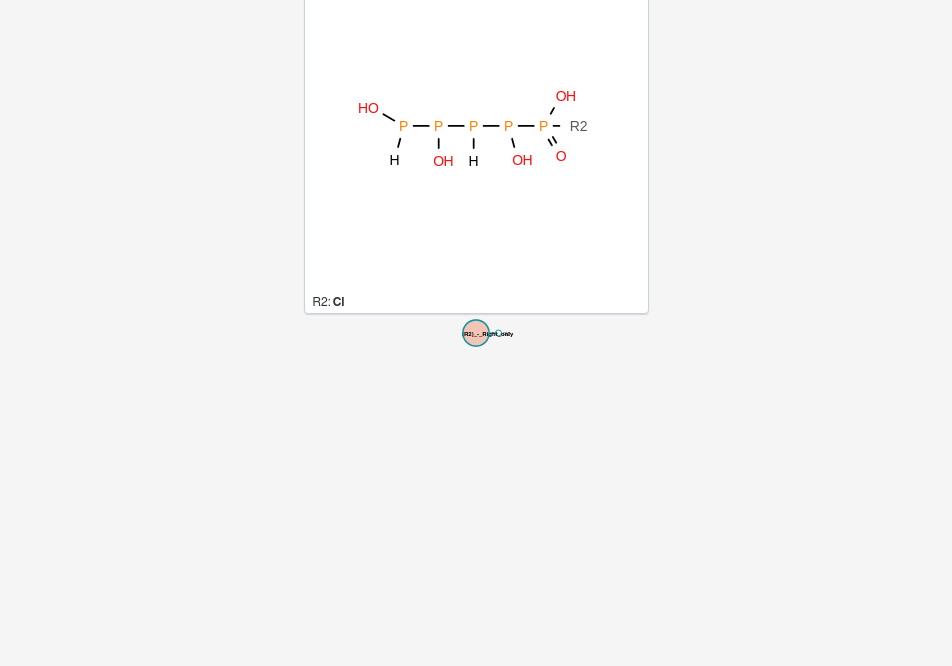 OH
HO
P P P P P R2
H OH H OH O
R2: Cl
R2)_-_Right_only